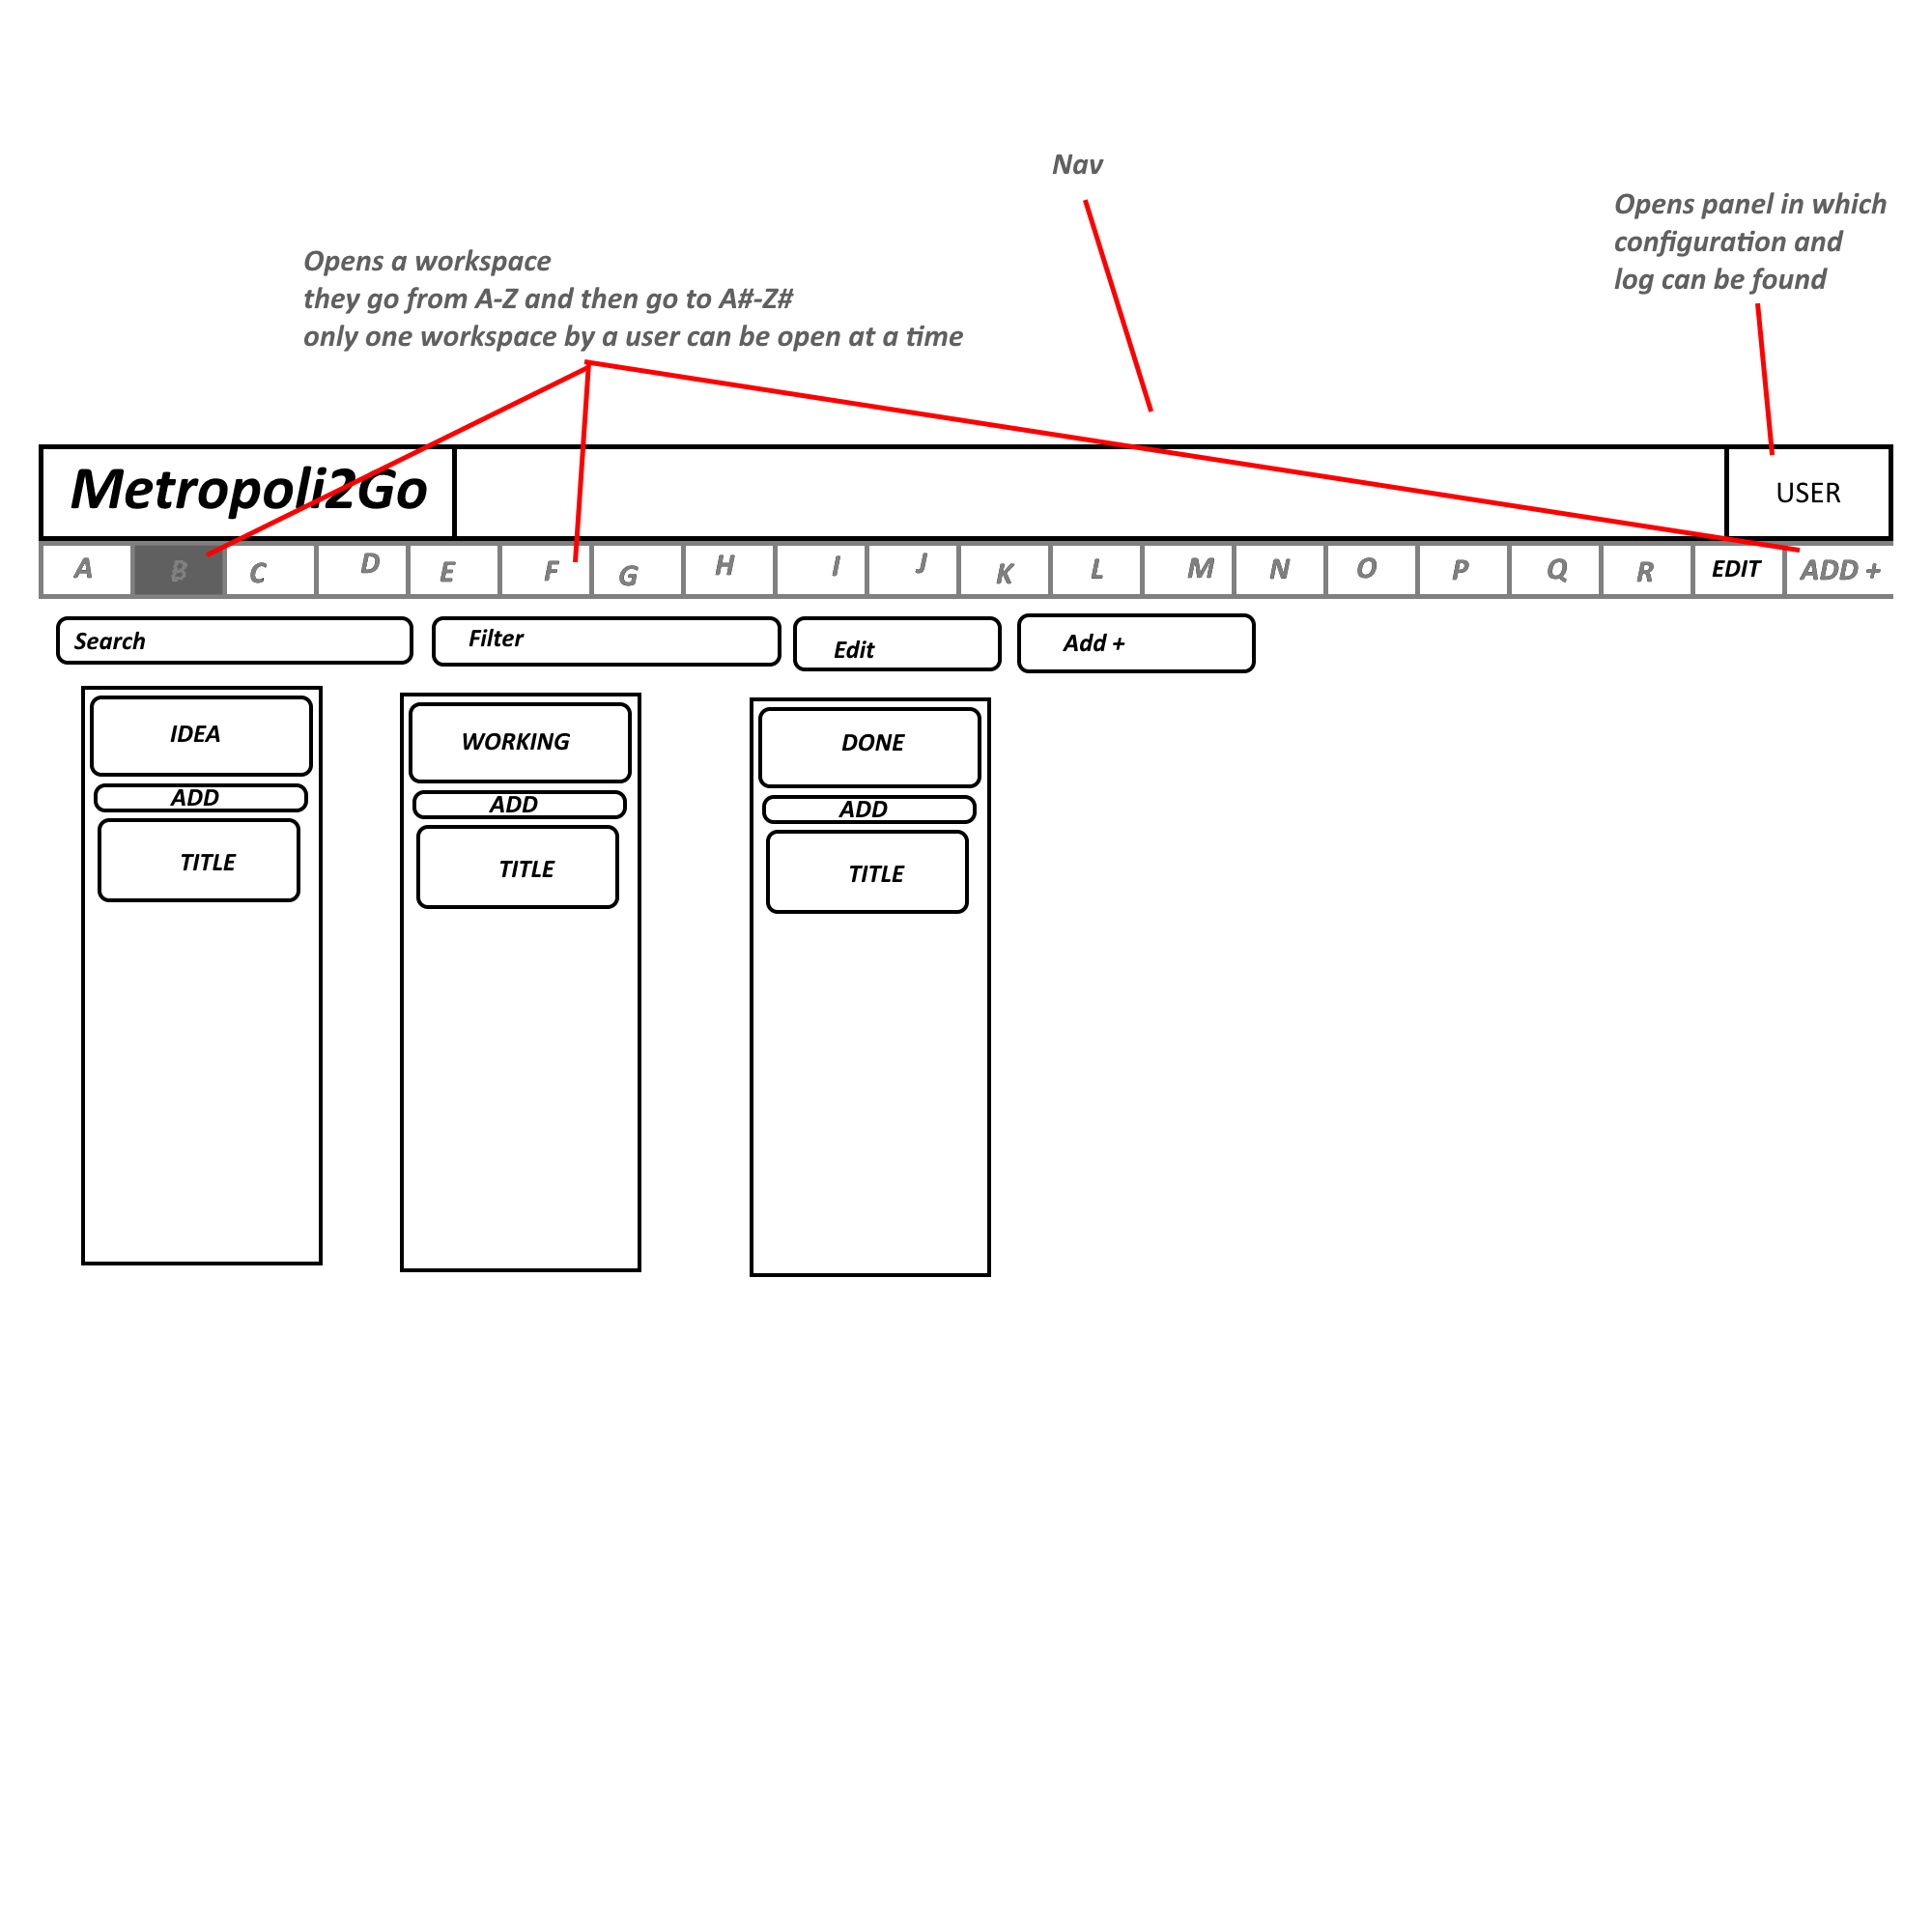 Nav
Opens panel in which
configuration and
log can be found
Opens a workspace
they go from A-Z and then go to A#-Z#
only one workspace by a user can be open at a time
Metropoli2Go
USER
A B C D E F G H I J K L M N O P Q R EDIT ADD +
Search Filter Edit Add +
IDEA WORKING DONE
ADD ADD ADD
TITLE TITLE TITLE